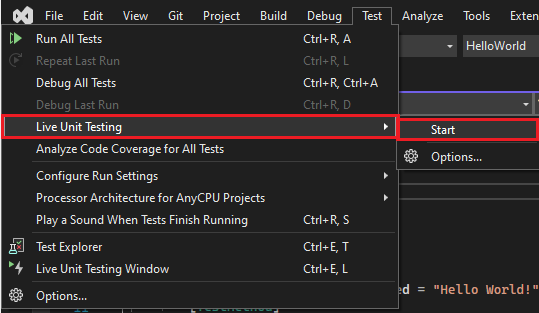 File Edit View Git Project Build Debug Test Analyze Tools Exten
Run All Tests Ctrl+R, A
HelloWorld
Repeat Last Run Ctrl+R, L
Debug All Tests Ctrl+R, Ctrl+A
Debug Last Run Ctrl+R, D
Live Unit Testing
Start
Analyze Code Coverage for All Tests
Options...
Configure Run Settings
Processor Architecture for AnyCPU Projects
Play a Sound When Tests Finish Running Ctrl+R, S
Test Explorer Ctrl+E, T
Live Unit Testing Window Ctrl+E, L
ed = "Hello World!"
Options...